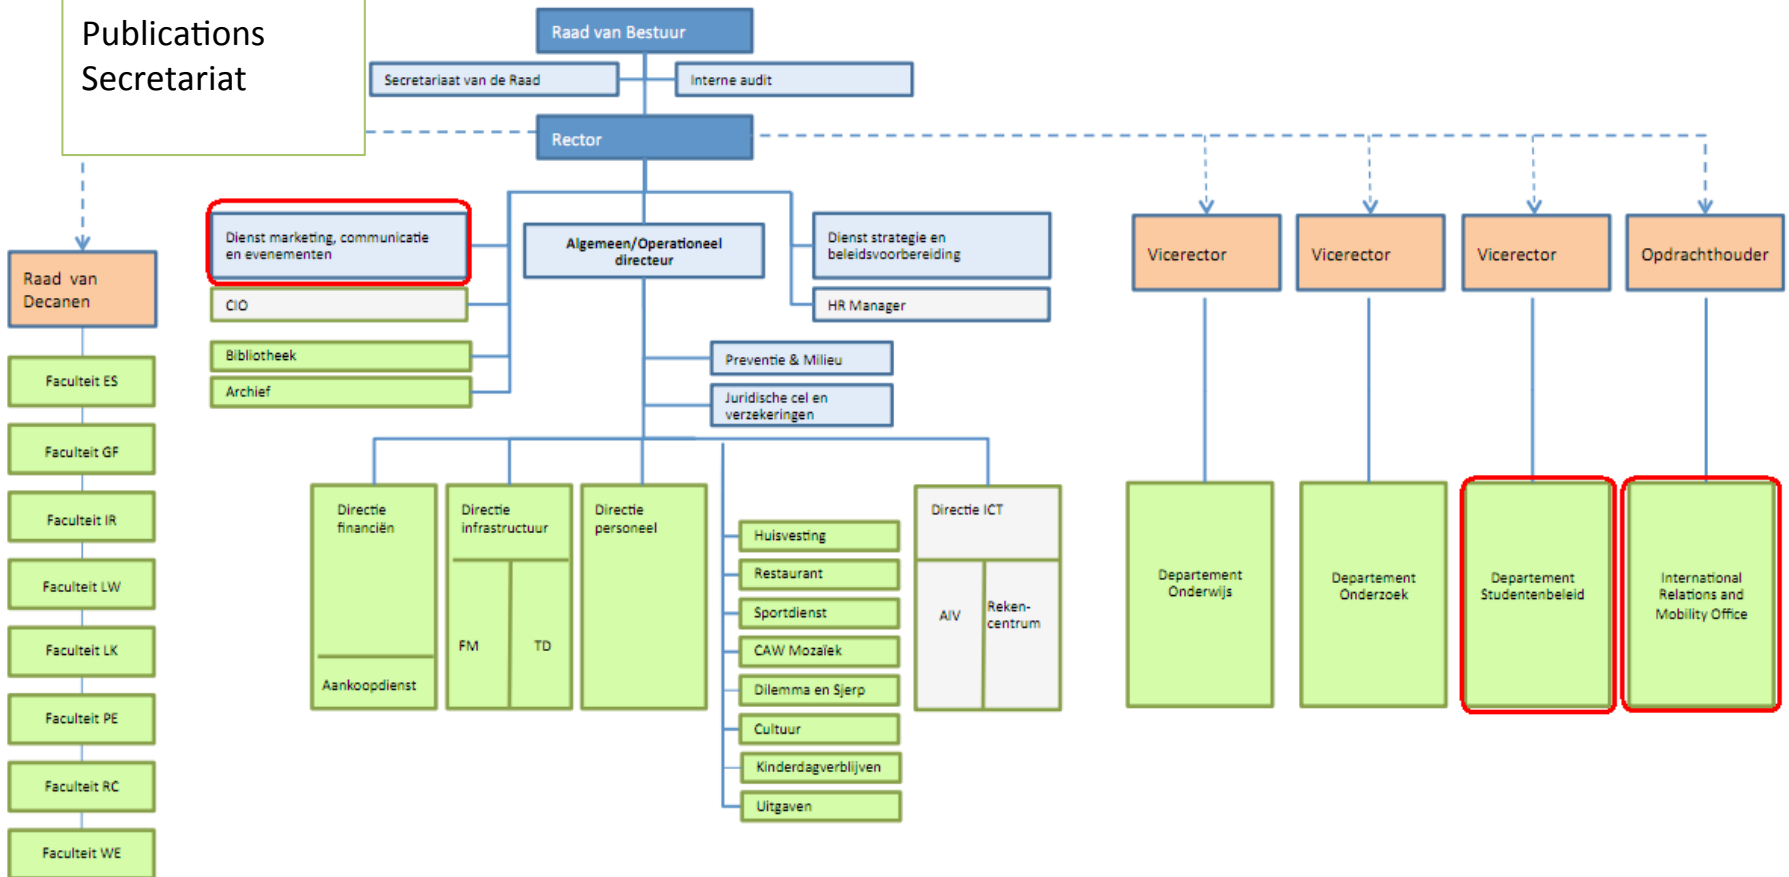 Publications
Secretariat
Raad van Bestuur
Secretariaat van de Raad
Interne audit
Rector
Dienst marketing, communicatie
en evenementen
Algemeen/Operationeel
directeur
Dienst strategie en
beleidsvoorbereiding
Vicerector
Vicerector
Vicerector
Opdrachthouder
Raad van
Decanen
CIO
HR Manager
Bibliotheek
Preventie & Milieu
Archief
Juridische cel en
verzekeringen
Faculteit ES
Faculteit GF
Faculteit IR
Faculteit LW
Faculteit LK
Faculteit PE
Faculteit RC
Faculteit WE
Directie
financiën
Aankoopdienst
Directie
infrastructuur
FM
TD
Directie
personeel
Huisvesting
Restaurant
Sportdienst
CAW Mozaïek
Dilemma en Sjerp
Cultuur
Kinderdagverblijven
Uitgaven
Directie ICT
AIV
Reken-
centrum
Departement
Onderwijs
Departement
Onderzoek
Departement
Studentenbeleid
International
Relations and
Mobility Office